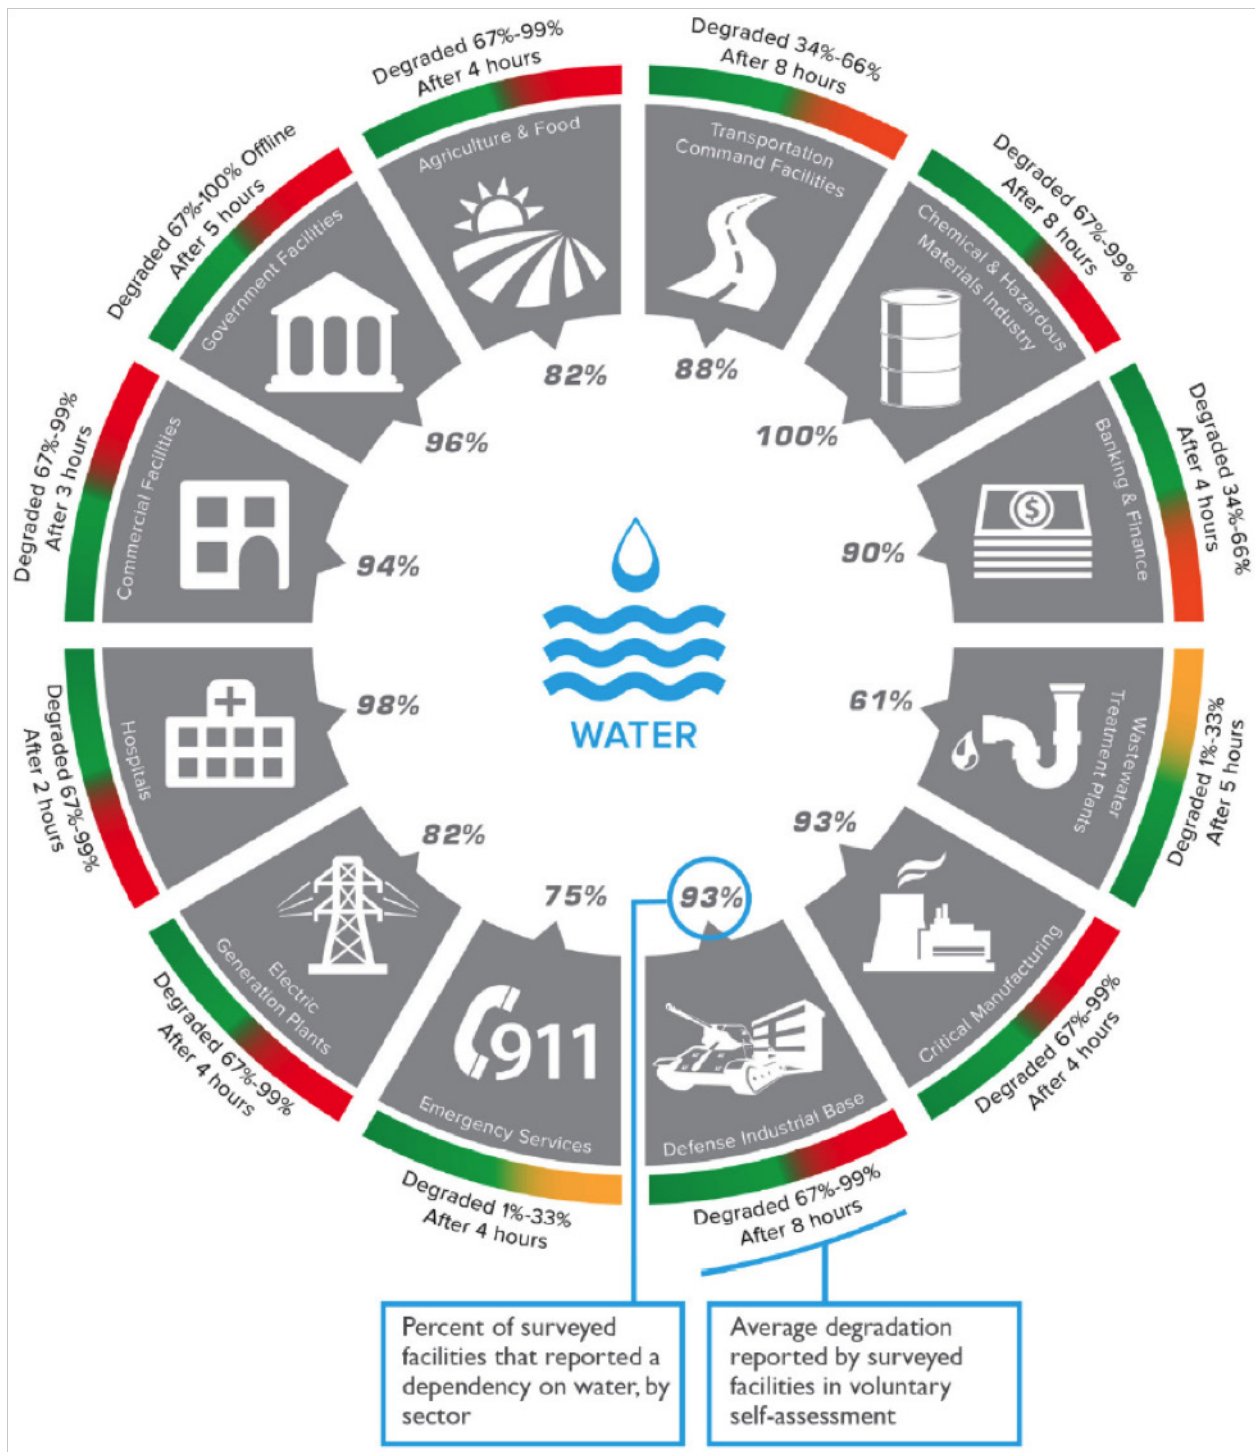 Degraded 67%-99%
After 4 hours
Agriculture & Food
82%
Degraded 34%-66%
After 8 hours
Transportation
Command Facilities
88%
Degraded 67%-99%
After 8 hours
Chemical & Hazardous
Materials Industry
100%
Degraded 34%-66%
After 4 hours
Banking & Finance
$
90%
Degraded 1%-33%
After 5 hours
Wastewater
Treatment Plants
61%
Degraded 67%-99%
After 4 hours
Critical Manufacturing
93%
Degraded 67%-99%
After 8 hours
Defense Industrial Base
93%
Degraded 1%-33%
After 4 hours
Emergency Services
911
75%
Degraded 67%-99%
After 4 hours
Electric
Generation Plants
82%
Degraded 67%-99%
After 2 hours
Hospitals
98%
Degraded 67%-99%
After 3 hours
Commercial Facilities
94%
Degraded 67%-100% Offline
After 5 hours
Government Facilities
96%
WATER
Percent of surveyed
facilities that reported a
dependency on water, by
sector
Average degradation
reported by surveyed
facilities in voluntary
self-assessment